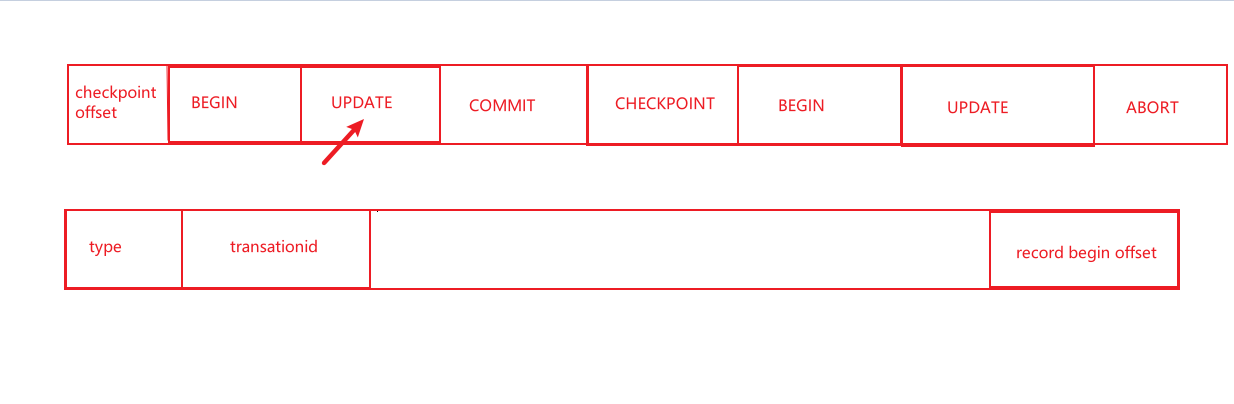 checkpoint
offset
BEGIN
UPDATE
COMMIT
CHECKPOINT
BEGIN
UPDATE
ABORT
type
transationid
record begin offset